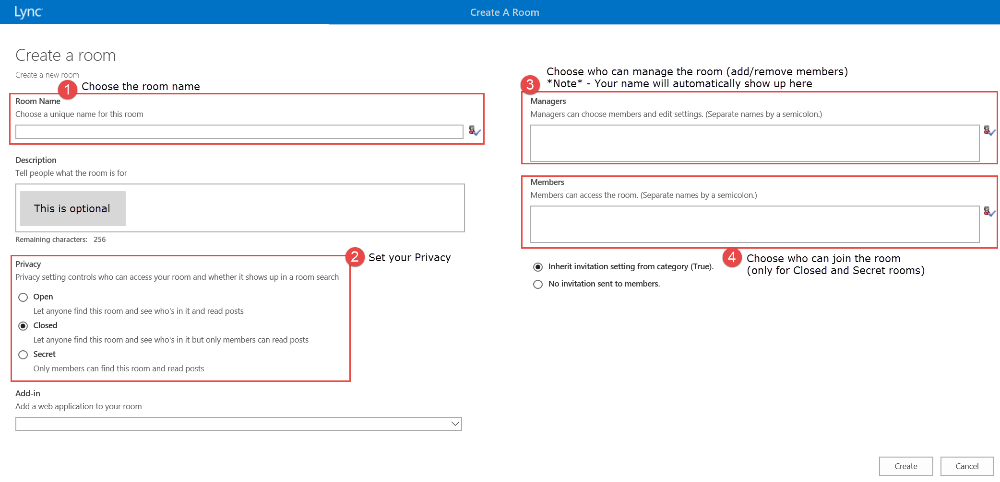 Lync
Create A Room
Create a room
Create a new room
1 Choose the room name
Room Name
Choose a unique name for this room
Description
Tell people what the room is for
This is optional
Remaining characters: 256
2 Set your Privacy
Privacy
Privacy setting controls who can access your room and whether it shows up in a room search
Open
Let anyone find this room and see who's in it and read posts
Closed
Let anyone find this room and see who's in it but only members can read posts
Secret
Only members can find this room and read posts
Add-in
Add a web application to your room
3 Choose who can manage the room (add/remove members)
*Note* - Your name will automatically show up here
Managers
Managers can choose members and edit settings. (Separate names by a semicolon.)
Members
Members can access the room. (Separate names by a semicolon.)
4 Choose who can join the room
(only for Closed and Secret rooms)
Inherit invitation setting from category (True).
No invitation sent to members.
Create
Cancel